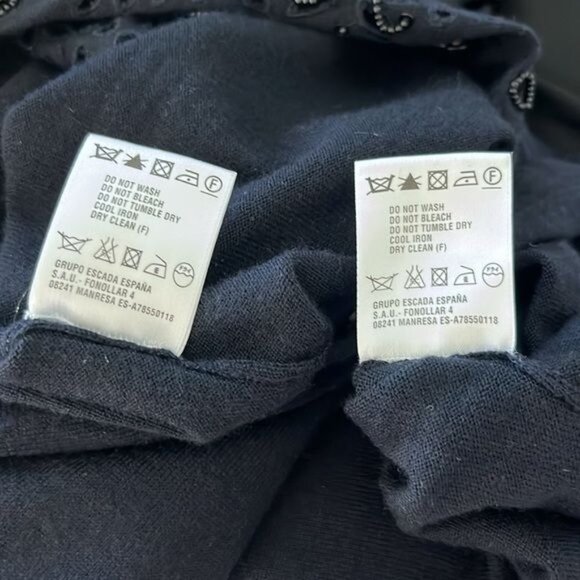 DO NOT WASH
DO NOT BLEACH
DO NOT TUMBLE DRY
COOL IRON
DRY CLEAN (F)
GRUPO ESCADA ESPAÑA
S.A.U.- FONOLLAR 4
08241 MANRESA ES-A78550118
F
DO NOT WASH
DO NOT BLEACH
DO NOT TUMBLE DRY
COOL IRON
DRY CLEAN (F)
GRUPO ESCADA ESPAÑA
S.A.U.- FONOLLAR 4
08241 MANRESA ES-A78550118
F